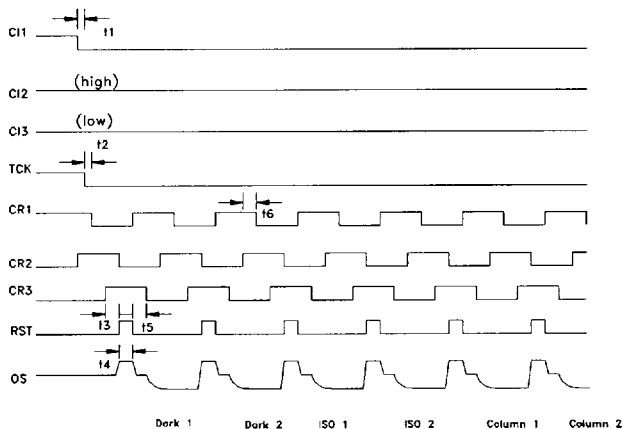 CI1
t1
CI2
(high)
CI3
(low)
t2
TCK
CR1
t6
CR2
CR3
t3
t5
RST
t4
OS
Dark 1
Dark 2
ISO 1
ISO 2
Column 1
Column 2